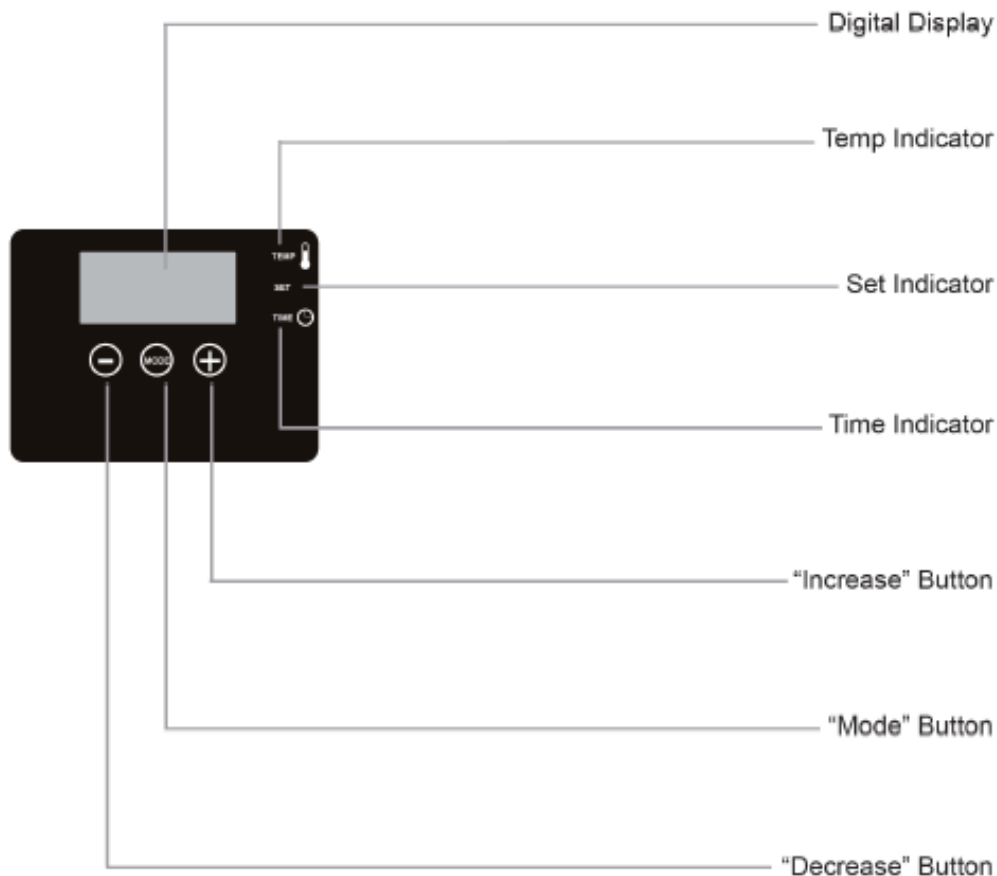 Digital Display
Temp Indicator
TEMP
SET
Set Indicator
TIME
MODE
Time Indicator
“Increase” Button
“Mode” Button
“Decrease” Button